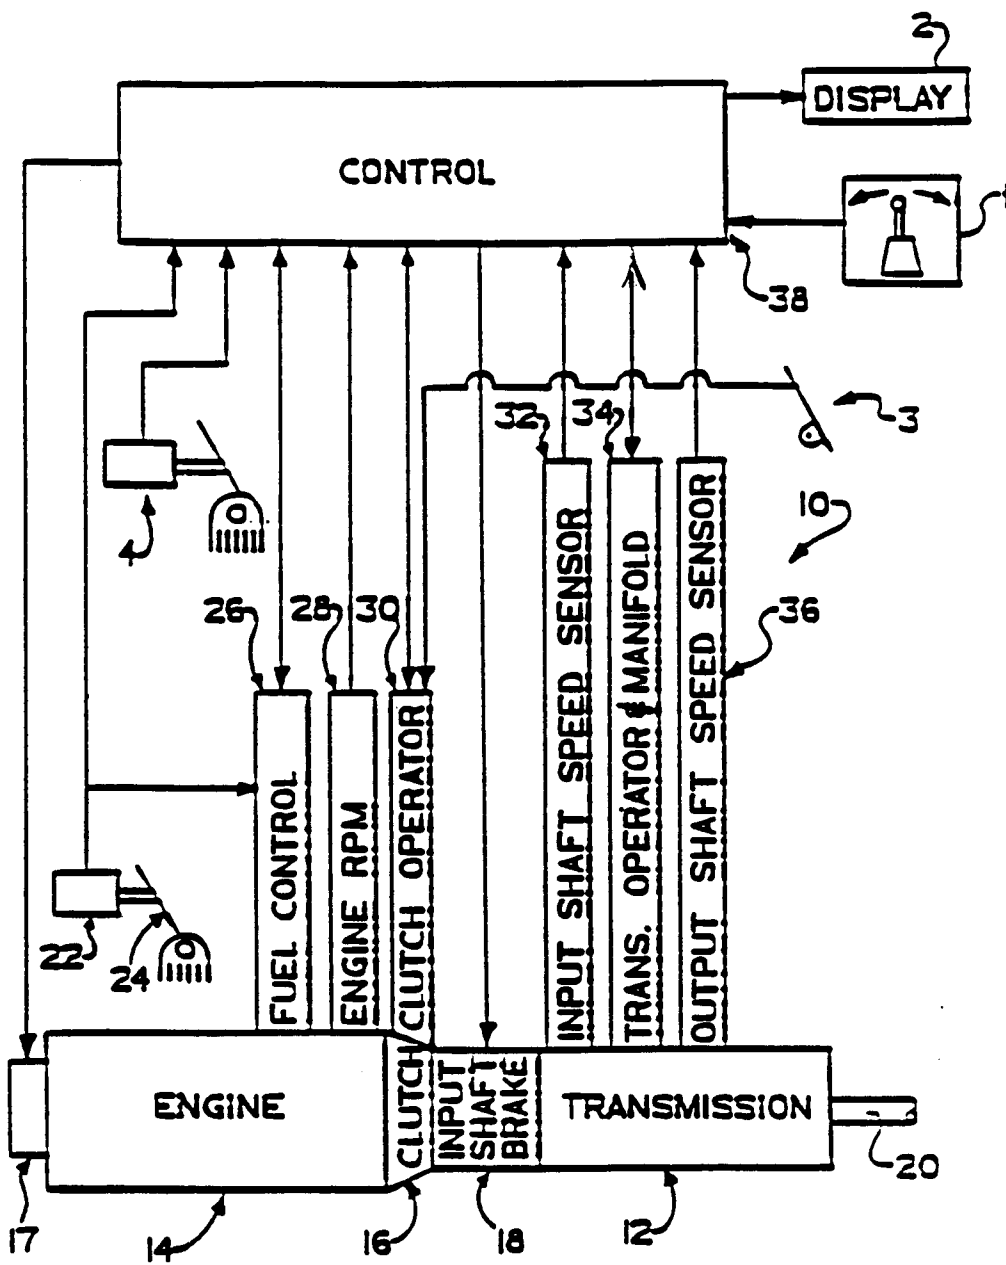 2
DISPLAY
CONTROL
1
38
3
32
34
4
10
26
28
30
36
FUEL CONTROL
ENGINE RPM
CLUTCH OPERATOR
INPUT SHAFT SPEED SENSOR
TRANS. OPERATOR & MANIFOLD
OUTPUT SHAFT SPEED SENSOR
22
24
ENGINE
CLUTCH
INPUT
SHAFT
BRAKE
TRANSMISSION
20
17
14
16
18
12